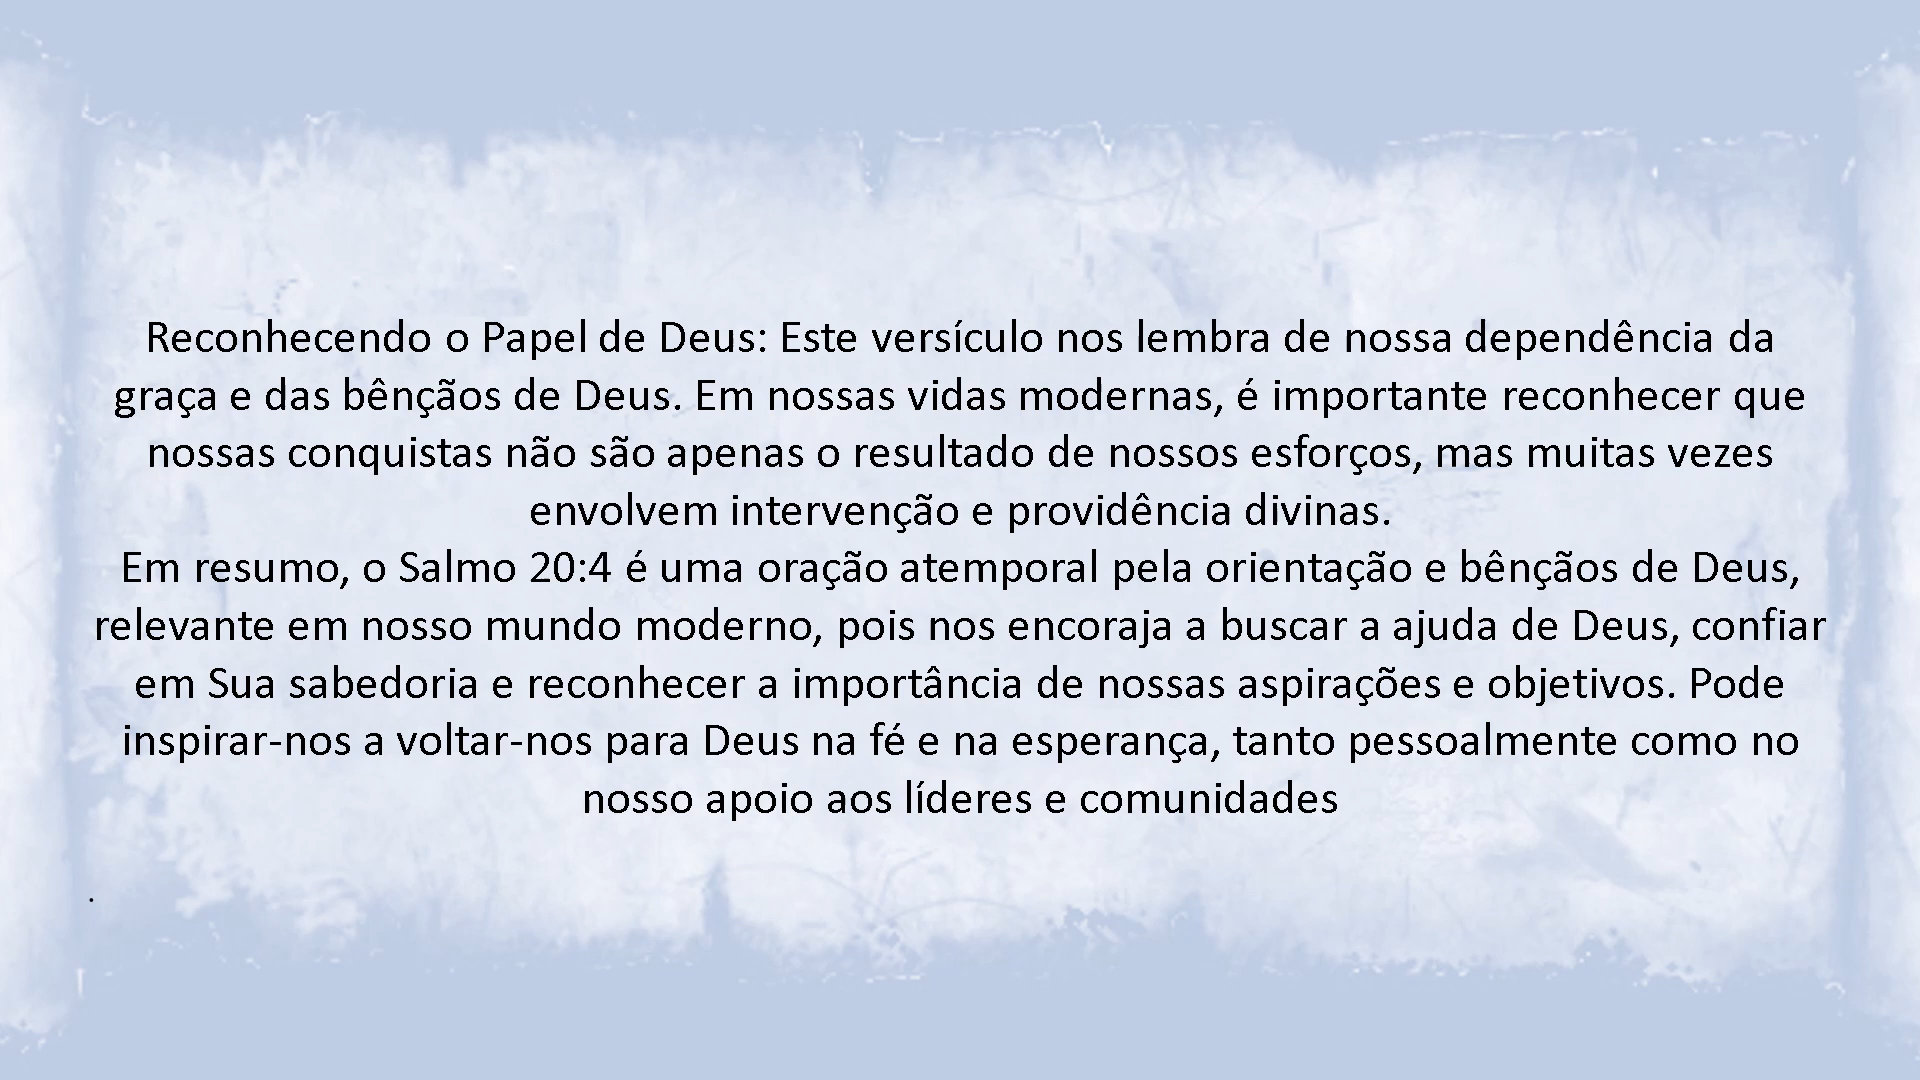 Reconhecendo o Papel de Deus: Este versículo nos lembra de nossa dependência da
graça e das bênçãos de Deus. Em nossas vidas modernas, é importante reconhecer que
nossas conquistas não são apenas o resultado de nossos esforços, mas muitas vezes
envolvem intervenção e providência divinas.
Em resumo, o Salmo 20:4 é uma oração atemporal pela orientação e bênçãos de Deus,
relevante em nosso mundo moderno, pois nos encoraja a buscar a ajuda de Deus, confiar
em Sua sabedoria e reconhecer a importância de nossas aspirações e objetivos. Pode
inspirar-nos a voltar-nos para Deus na fé e na esperança, tanto pessoalmente como no
nosso apoio aos líderes e comunidades
.